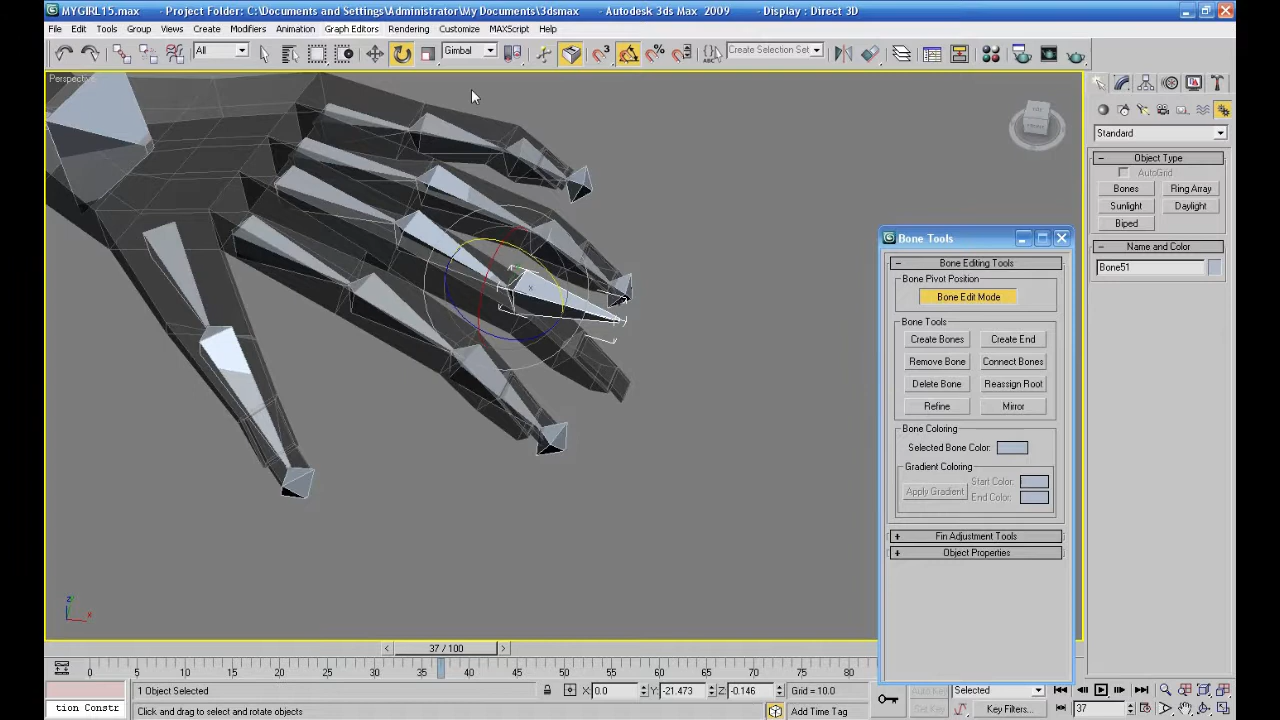 MYGIRL15.max - Project Folder: C:\Documents and Settings\Administrator\My Documents\3dsmax - Autodesk 3ds Max 2009 - Display : Direct 3D
File Edit Tools Group Views Create Modifiers Animation Graph Editors Rendering Customize MAXScript Help
All Gimbal Create Selection Set
Perspective
Standard
Object Type
AutoGrid
Bones Ring Array
Sunlight Daylight
Biped
Name and Color
Bone51
Bone Tools
Bone Editing Tools
Bone Pivot Position
Bone Edit Mode
Bone Tools
Create Bones Create End
Remove Bone Connect Bones
Delete Bone Reassign Root
Refine Mirror
Bone Coloring
Selected Bone Color:
Gradient Coloring
Apply Gradient Start Color:
End Color:
Fin Adjustment Tools
Object Properties
z
x
37 / 100
0 5 10 15 20 25 30 35 40 45 50 55 60 65 70 75 80
1 Object Selected X: 0.0 Y: -21.473 Z: -0.146 Grid = 10.0 Auto Key Selected
tion Constr Click and drag to select and rotate objects Add Time Tag Set Key Key Filters... 37